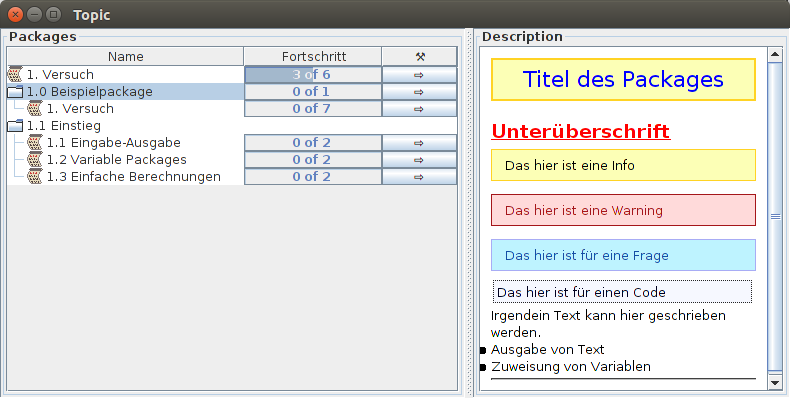 Topic
Packages
Name Fortschritt ⚒
1. Versuch 3 of 6 ⇨
1.0 Beispielpackage 0 of 1 ⇨
1. Versuch 0 of 7 ⇨
1.1 Einstieg
1.1 Eingabe-Ausgabe 0 of 2 ⇨
1.2 Variable Packages 0 of 2 ⇨
1.3 Einfache Berechnungen 0 of 2 ⇨
Description
Titel des Packages
Unterüberschrift
Das hier ist eine Info
Das hier ist eine Warning
Das hier ist für eine Frage
Das hier ist für einen Code
Irgendein Text kann hier geschrieben
werden.
Ausgabe von Text
Zuweisung von Variablen